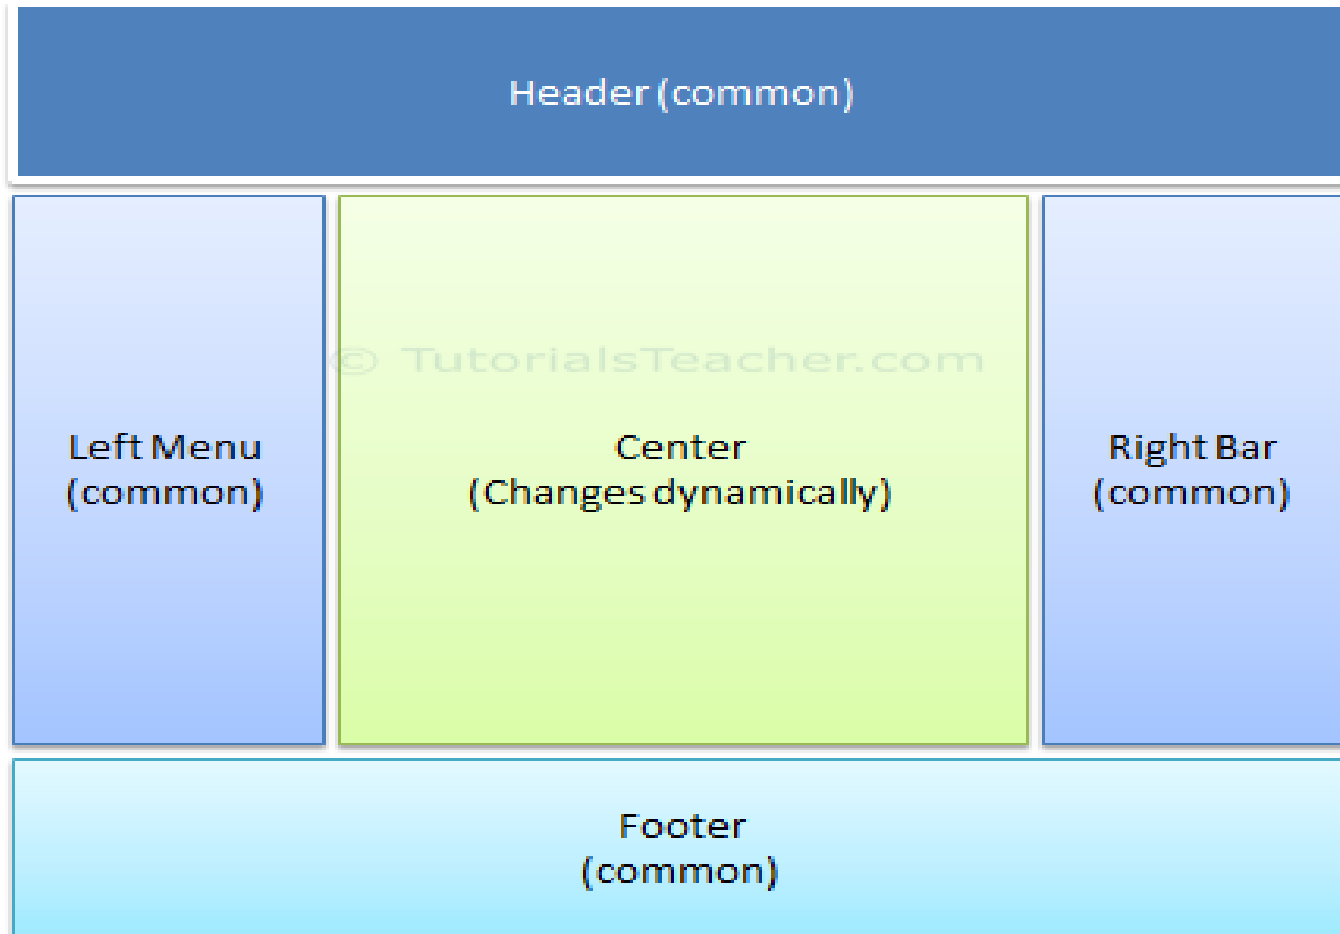 Header (common)
© TutorialsTeacher.com
Left Menu
(common)
Center
(Changes dynamically)
Right Bar
(common)
Footer
(common)